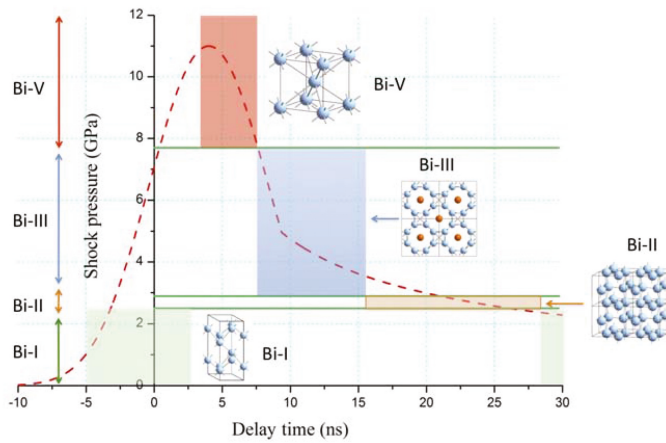 12
10
8
6
4
2
0
Shock pressure (GPa)
Bi-V
Bi-III
Bi-II
Bi-I
Bi-V
Bi-III
Bi-II
Bi-I
-10 -5 0 5 10 15 20 25 30
Delay time (ns)